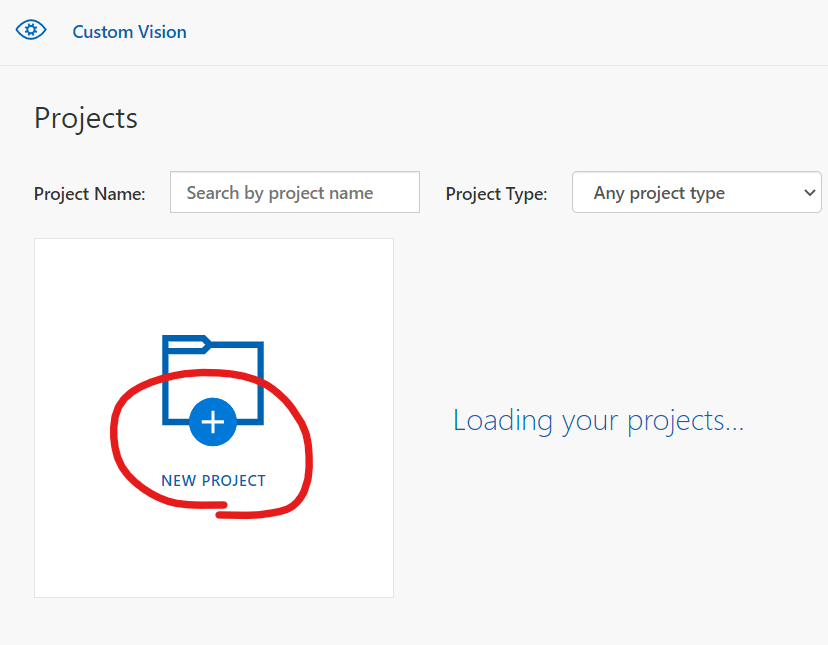 Custom Vision
Projects
Project Name: Search by project name Project Type: Any project type
NEW PROJECT
Loading your projects...